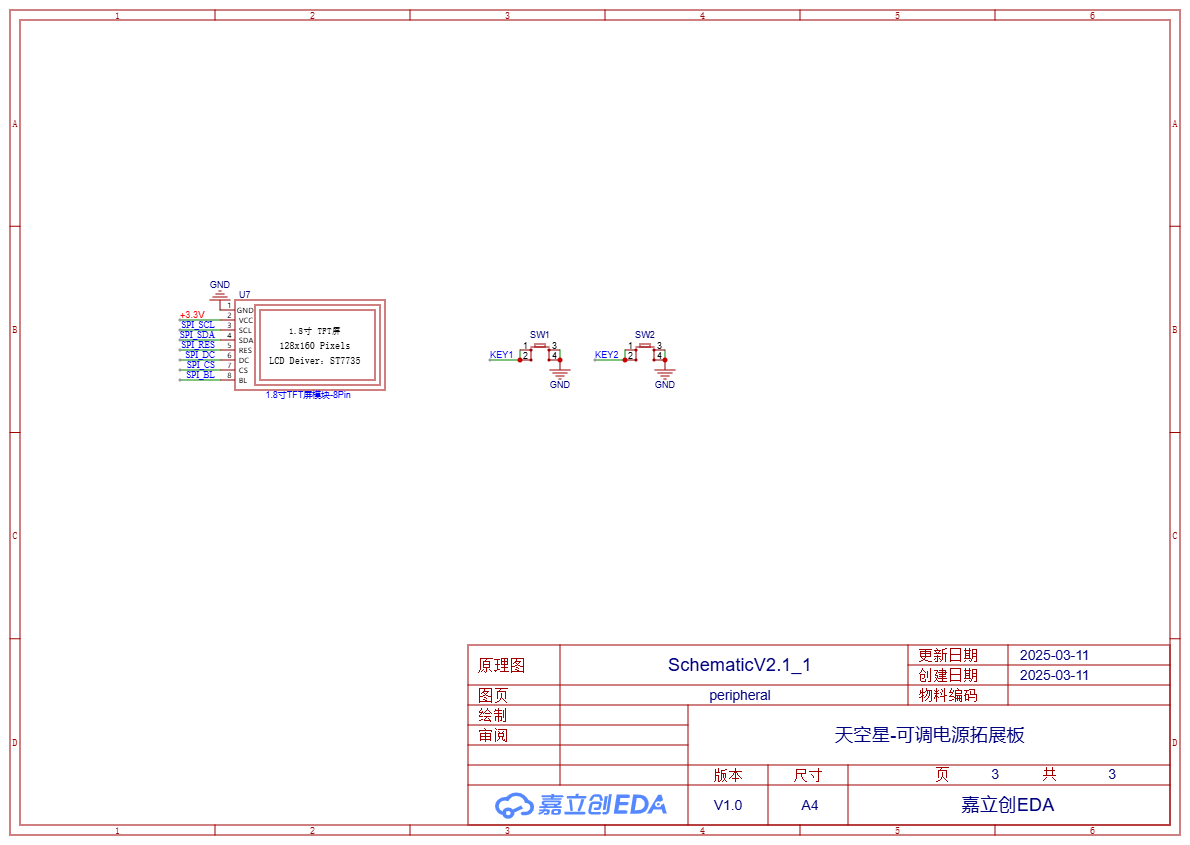 1 2 3 4 5 6
A A
GND
U7
1 GND
+3.3V 2 VCC
SPI_SCL 3 SCL
SPI_SDA 4 SDA
SPI_RES 5 RES
SPI_DC 6 DC
SPI_CS 7 CS
SPI_BL 8 BL
1.8寸 TFT屏
128x160 Pixels
LCD Deiver: ST7735
1.8寸TFT屏模块-8Pin
B B
SW1
KEY1 1 3
2 4
GND
SW2
KEY2 1 3
2 4
GND
C C
D D
原理图 SchematicV2.1_1 更新日期 2025-03-11
创建日期 2025-03-11
图页 peripheral 物料编码
绘制
审阅
天空星-可调电源拓展板
版本 尺寸 页 3 共 3
嘉立创EDA V1.0 A4 嘉立创EDA
1 2 3 4 5 6